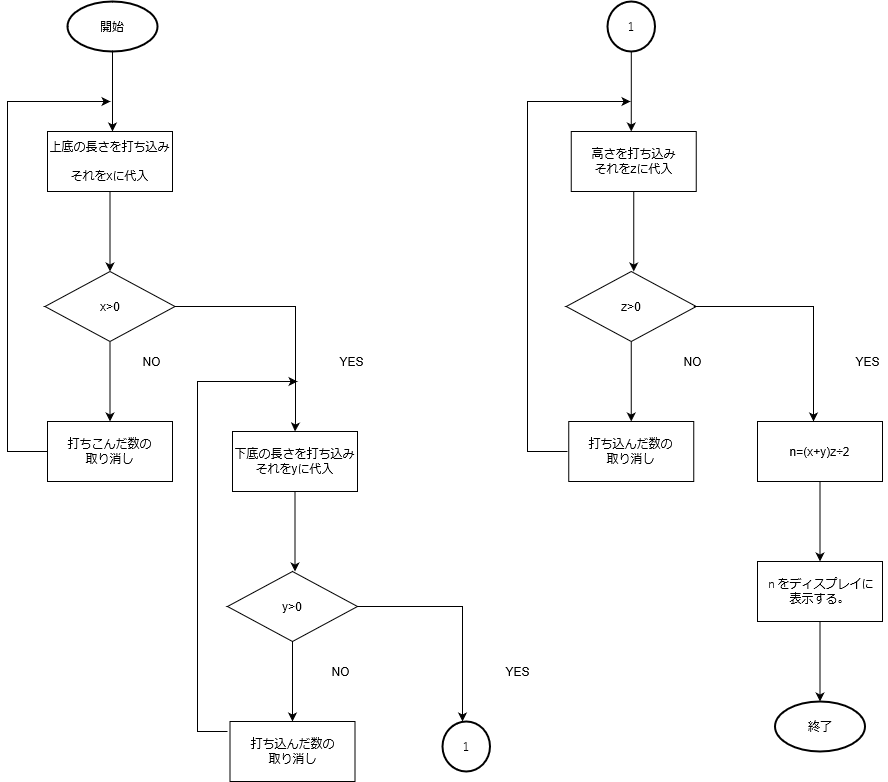 開始
上底の長さを打ち込み
それをxに代入
x>0
NO
YES
打ちこんだ数の
取り消し
下底の長さを打ち込み
それをyに代入
y>0
NO
YES
打ち込んだ数の
取り消し
1
1
高さを打ち込み
それをzに代入
z>0
NO
YES
打ち込んだ数の
取り消し
n=(x+y)z÷2
n をディスプレイに
表示する。
終了